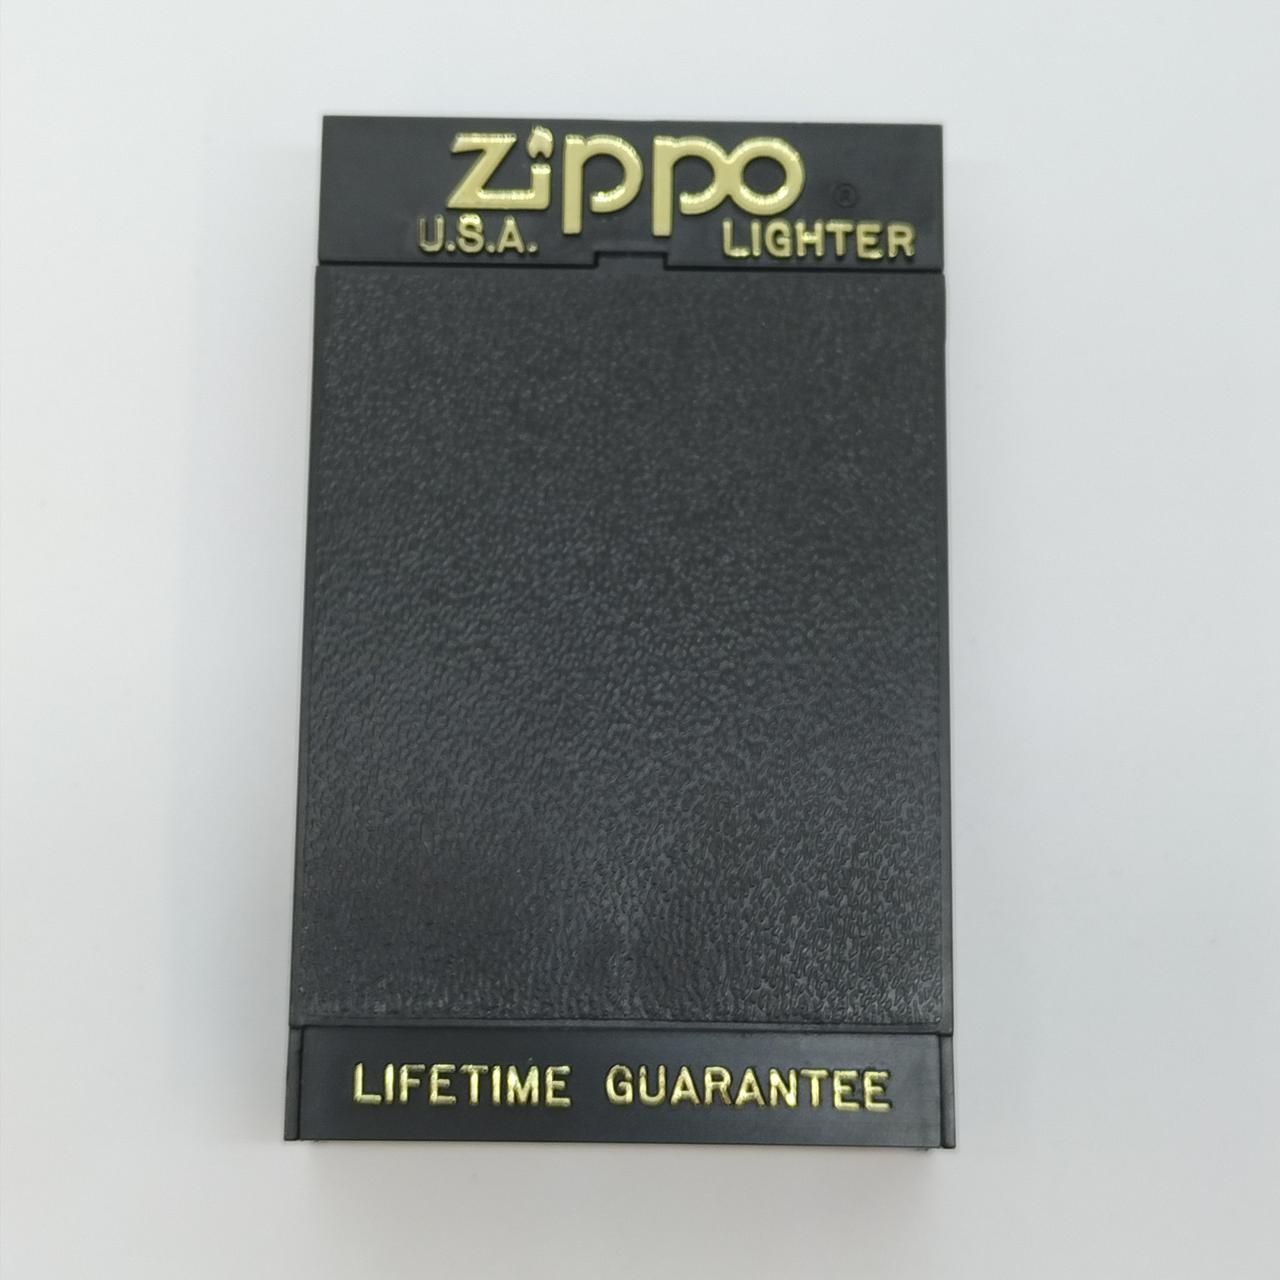 zippo ®
U.S.A. LIGHTER
LIFETIME GUARANTEE